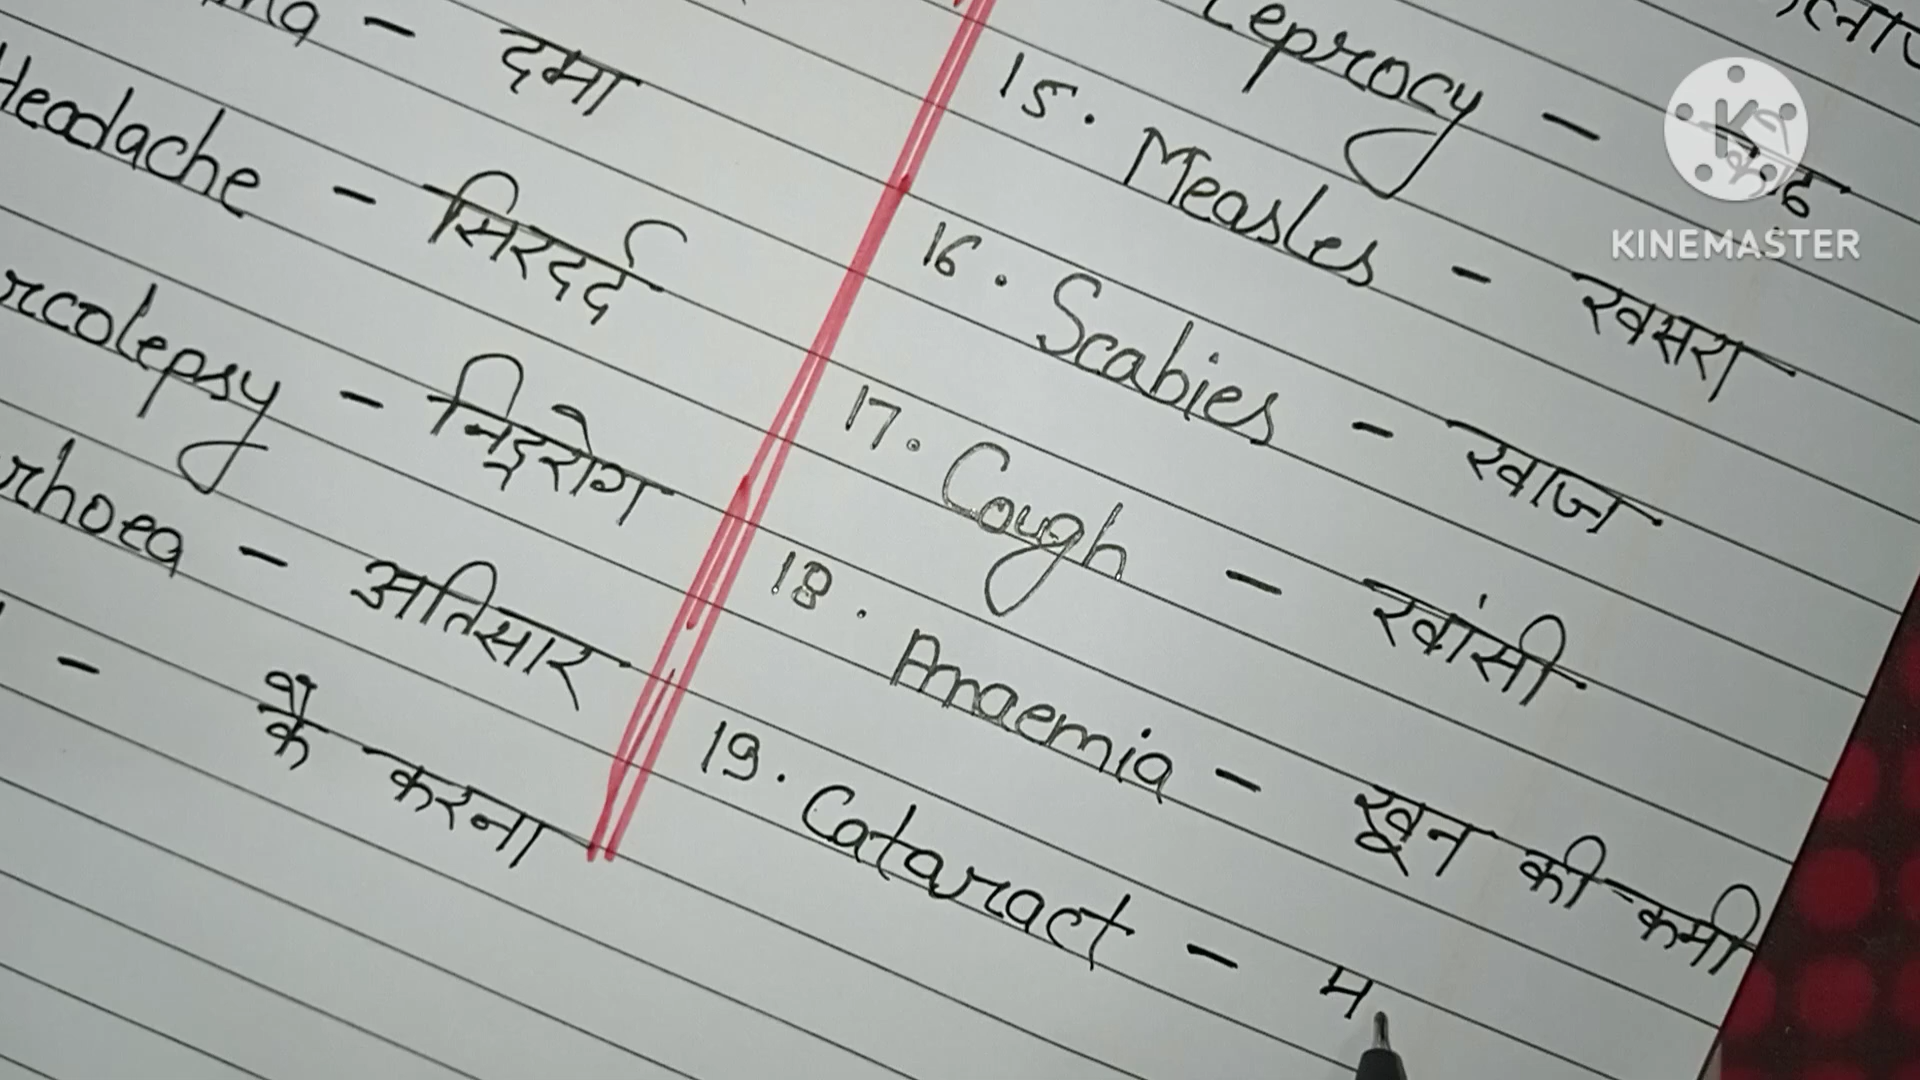 दमा
Headache - सिरदर्द
rcolepsy - निद्ररोग
rhoea - अतिसार
- कै करना
लाज
Leprocy -
15. Measles - खसरा
16. Scabies - खाज
17. Cough - खांसी
18. Anaemia - खून की कमी
19. Cataract - म
KINEMASTER